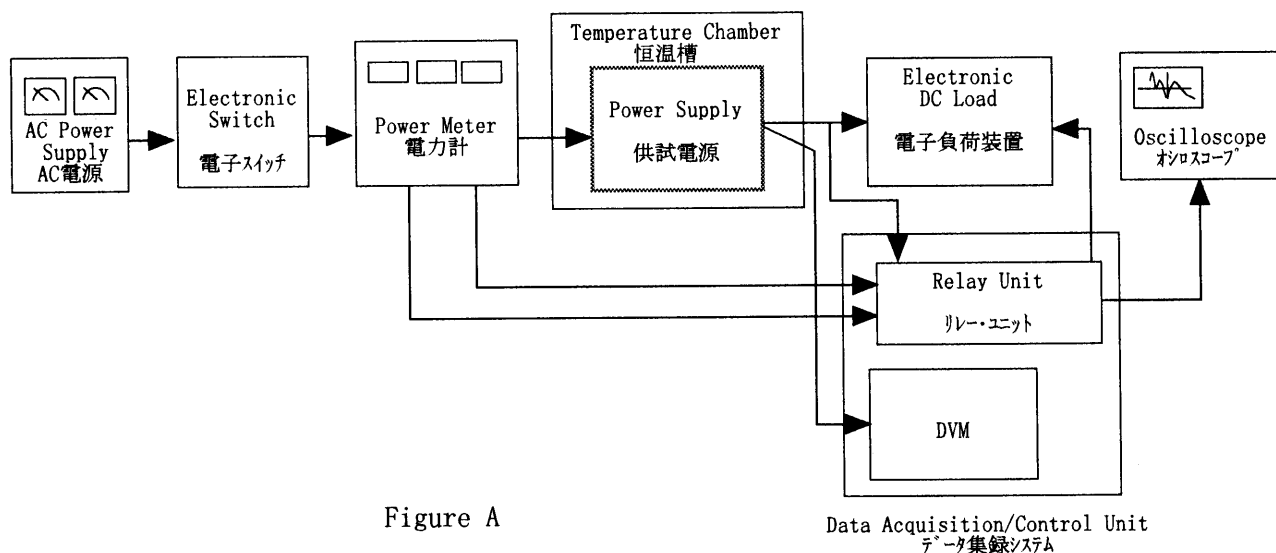 AC Power
Supply
AC電源
Electronic
Switch
電子スイッチ
Power Meter
電力計
Temperature Chamber
恒温槽
Power Supply
供試電源
Electronic
DC Load
電子負荷装置
Oscilloscope
オシロスコープ
Relay Unit
リレー・ユニット
DVM
Figure A
Data Acquisition/Control Unit
データ集録システム